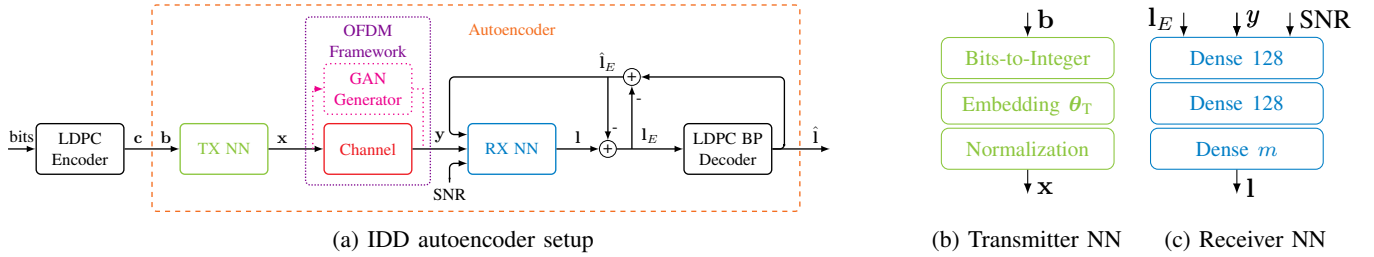 OFDM
Framework
Autoencoder
GAN
Generator
l̂_E
-
-
bits
LDPC
Encoder
c
b
TX NN
x
Channel
y
RX NN
l
l_E
LDPC BP
Decoder
l̂
SNR
(a) IDD autoencoder setup
b
Bits-to-Integer
Embedding θ_T
Normalization
x
(b) Transmitter NN
l_E
y
SNR
Dense 128
Dense 128
Dense m
l
(c) Receiver NN